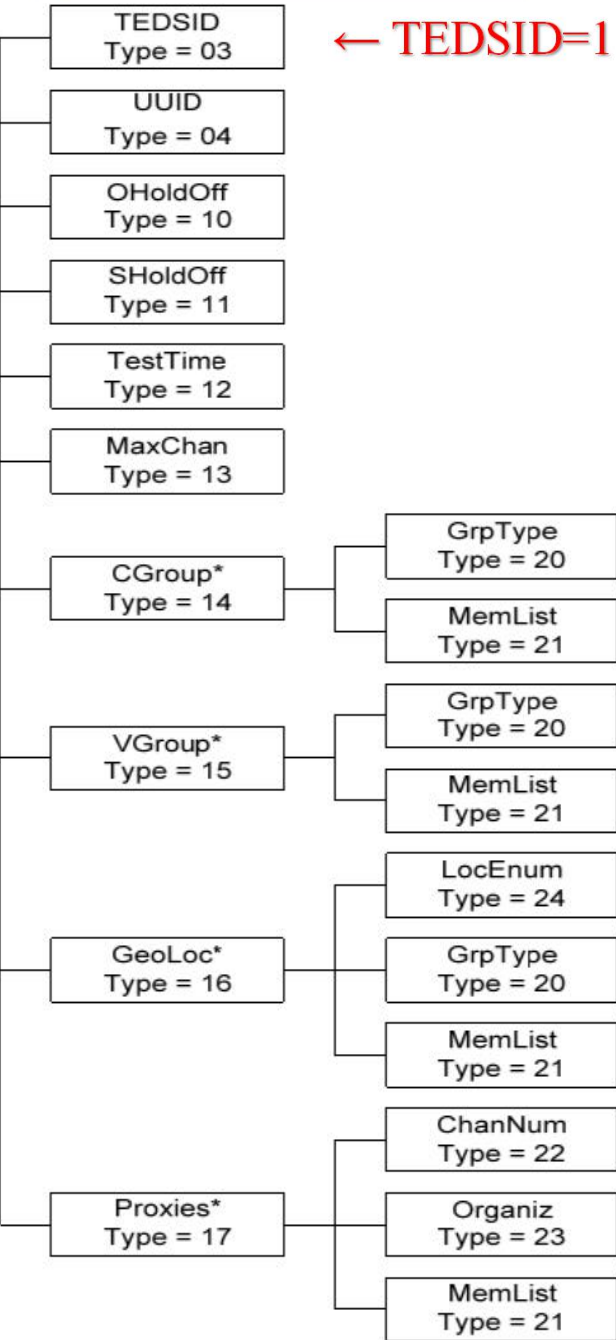 TEDSID
Type = 03
← TEDSID=1
UUID
Type = 04
OHoldOff
Type = 10
SHoldOff
Type = 11
TestTime
Type = 12
MaxChan
Type = 13
CGroup*
Type = 14
GrpType
Type = 20
MemList
Type = 21
VGroup*
Type = 15
GrpType
Type = 20
MemList
Type = 21
GeoLoc*
Type = 16
LocEnum
Type = 24
GrpType
Type = 20
MemList
Type = 21
Proxies*
Type = 17
ChanNum
Type = 22
Organiz
Type = 23
MemList
Type = 21